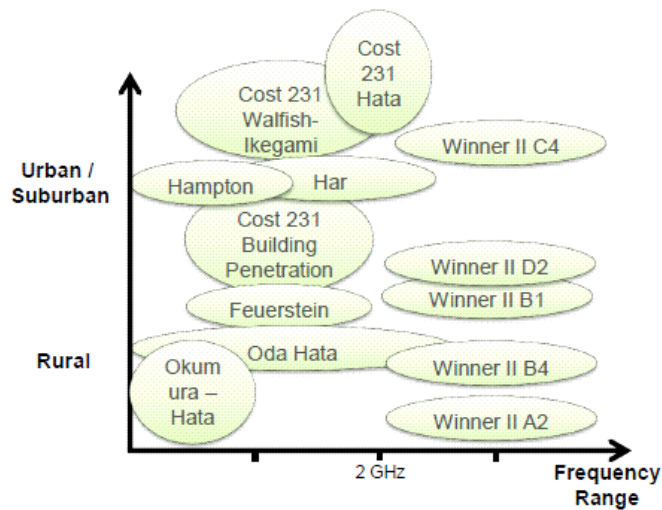 Cost
231
Hata
Cost 231
Walfish-
Ikegami
Winner II C4
Urban /
Suburban
Hampton
Har
Cost 231
Building
Penetration
Winner II D2
Winner II B1
Feuerstein
Rural
Oda Hata
Okum
ura –
Hata
Winner II B4
Winner II A2
2 GHz
Frequency
Range